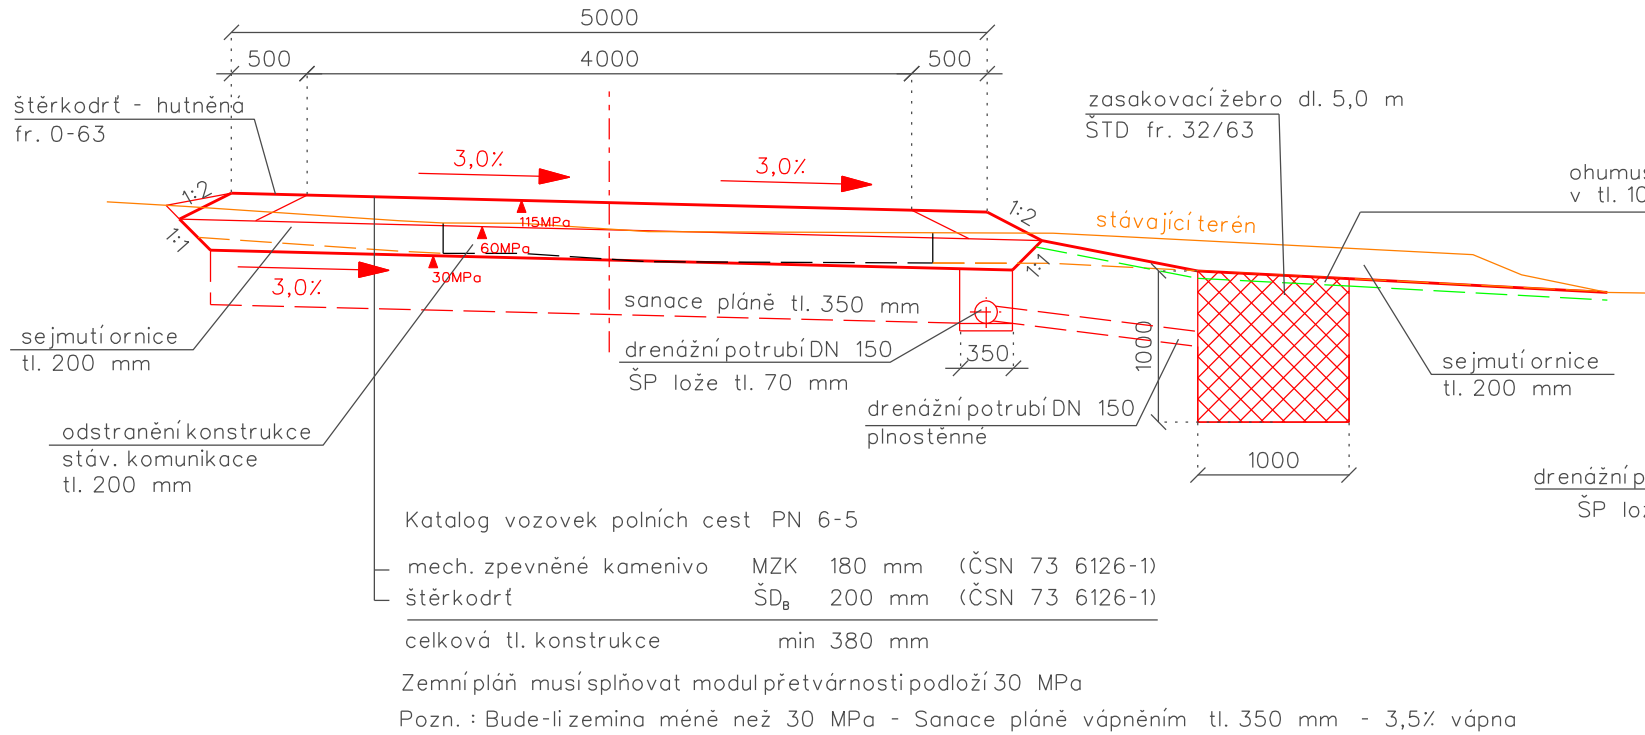 5000
500
4000
500
štěrkodrť - hutněná
fr. 0-63
zasakovací žebro dl. 5,0 m
ŠTD fr. 32/63
3,0%
3,0%
1:2
1:2
v tl. 10
115MPa
stávající terén
1:1
60MPa
1:1
30MPa
3,0%
sanace pláně tl. 350 mm
sejmutí ornice
tl. 200 mm
drenážní potrubí DN 150
ŠP lože tl. 70 mm
350
1000
sejmutí ornice
tl. 200 mm
drenážní potrubí DN 150
plnostěnné
odstranění konstrukce
stáv. komunikace
tl. 200 mm
1000
drenážní
ŠP
Katalog vozovek polních cest PN 6-5
mech. zpevněné kamenivo MZK 180 mm (ČSN 73 6126-1)
štěrkodrť ŠDB 200 mm (ČSN 73 6126-1)
celková tl. konstrukce min 380 mm
Zemní pláň musí splňovat modul přetvárnosti podloží 30 MPa
Pozn. : Bude-li zemina méně než 30 MPa - Sanace pláně vápněním tl. 350 mm - 3,5% vápna